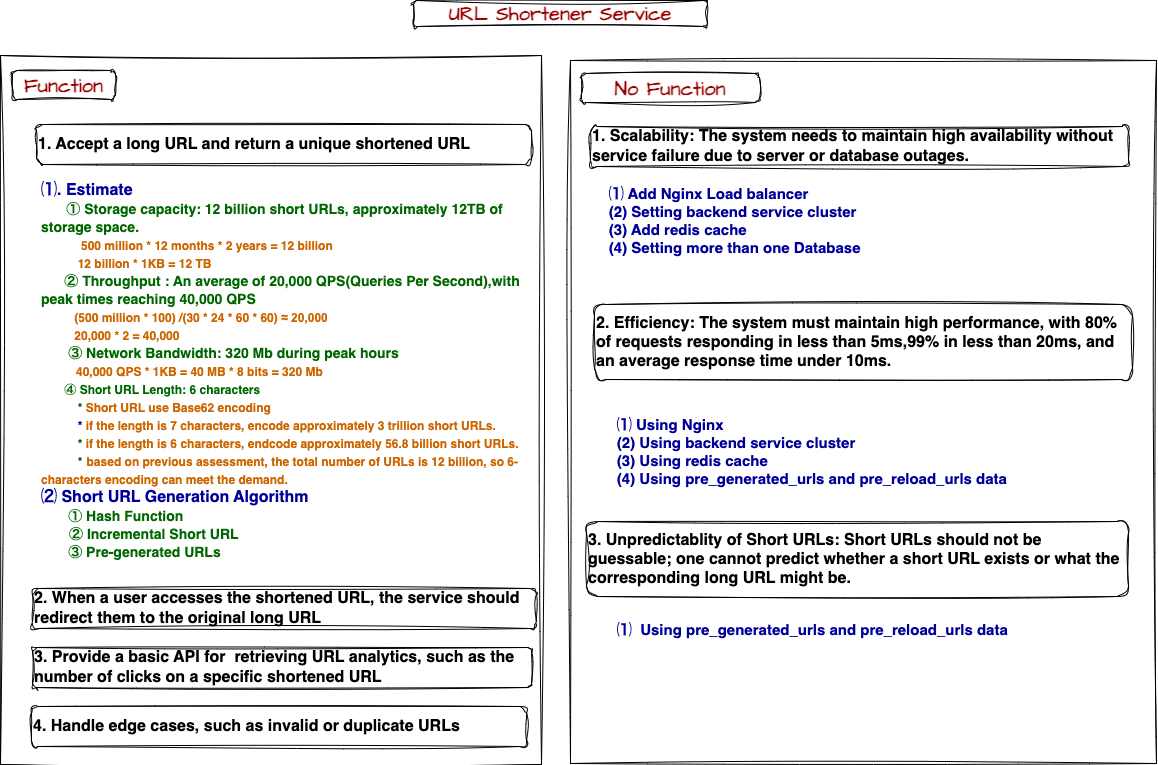 URL Shortener Service
Function
1. Accept a long URL and return a unique shortened URL
⑴. Estimate
① Storage capacity: 12 billion short URLs, approximately 12TB of
storage space.
500 million * 12 months * 2 years = 12 billion
12 billion * 1KB = 12 TB
② Throughput : An average of 20,000 QPS(Queries Per Second),with
peak times reaching 40,000 QPS
(500 million * 100) /(30 * 24 * 60 * 60) ≈ 20,000
20,000 * 2 = 40,000
③ Network Bandwidth: 320 Mb during peak hours
40,000 QPS * 1KB = 40 MB * 8 bits = 320 Mb
④ Short URL Length: 6 characters
* Short URL use Base62 encoding
* if the length is 7 characters, encode approximately 3 trillion short URLs.
* if the length is 6 characters, endcode approximately 56.8 billion short URLs.
* based on previous assessment, the total number of URLs is 12 billion, so 6-
characters encoding can meet the demand.
⑵ Short URL Generation Algorithm
① Hash Function
② Incremental Short URL
③ Pre-generated URLs
2. When a user accesses the shortened URL, the service should
redirect them to the original long URL
3. Provide a basic API for retrieving URL analytics, such as the
number of clicks on a specific shortened URL
4. Handle edge cases, such as invalid or duplicate URLs
No Function
1. Scalability: The system needs to maintain high availability without
service failure due to server or database outages.
⑴ Add Nginx Load balancer
(2) Setting backend service cluster
(3) Add redis cache
(4) Setting more than one Database
2. Efficiency: The system must maintain high performance, with 80%
of requests responding in less than 5ms,99% in less than 20ms, and
an average response time under 10ms.
⑴ Using Nginx
(2) Using backend service cluster
(3) Using redis cache
(4) Using pre_generated_urls and pre_reload_urls data
3. Unpredictablity of Short URLs: Short URLs should not be
guessable; one cannot predict whether a short URL exists or what the
corresponding long URL might be.
⑴ Using pre_generated_urls and pre_reload_urls data